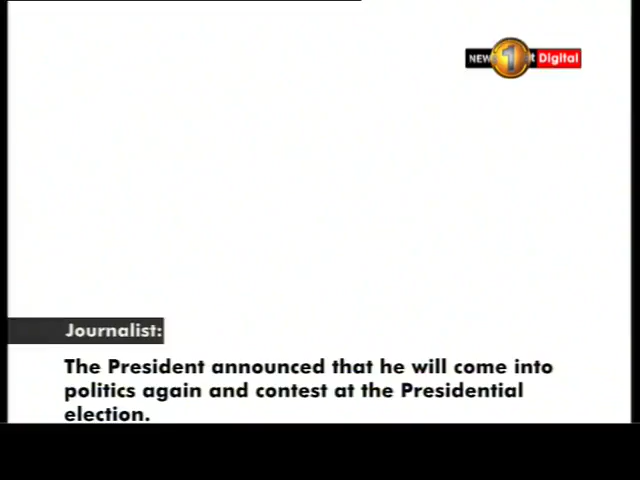 NEWS 1st Digital
Journalist:
The President announced that he will come into
politics again and contest at the Presidential
election.